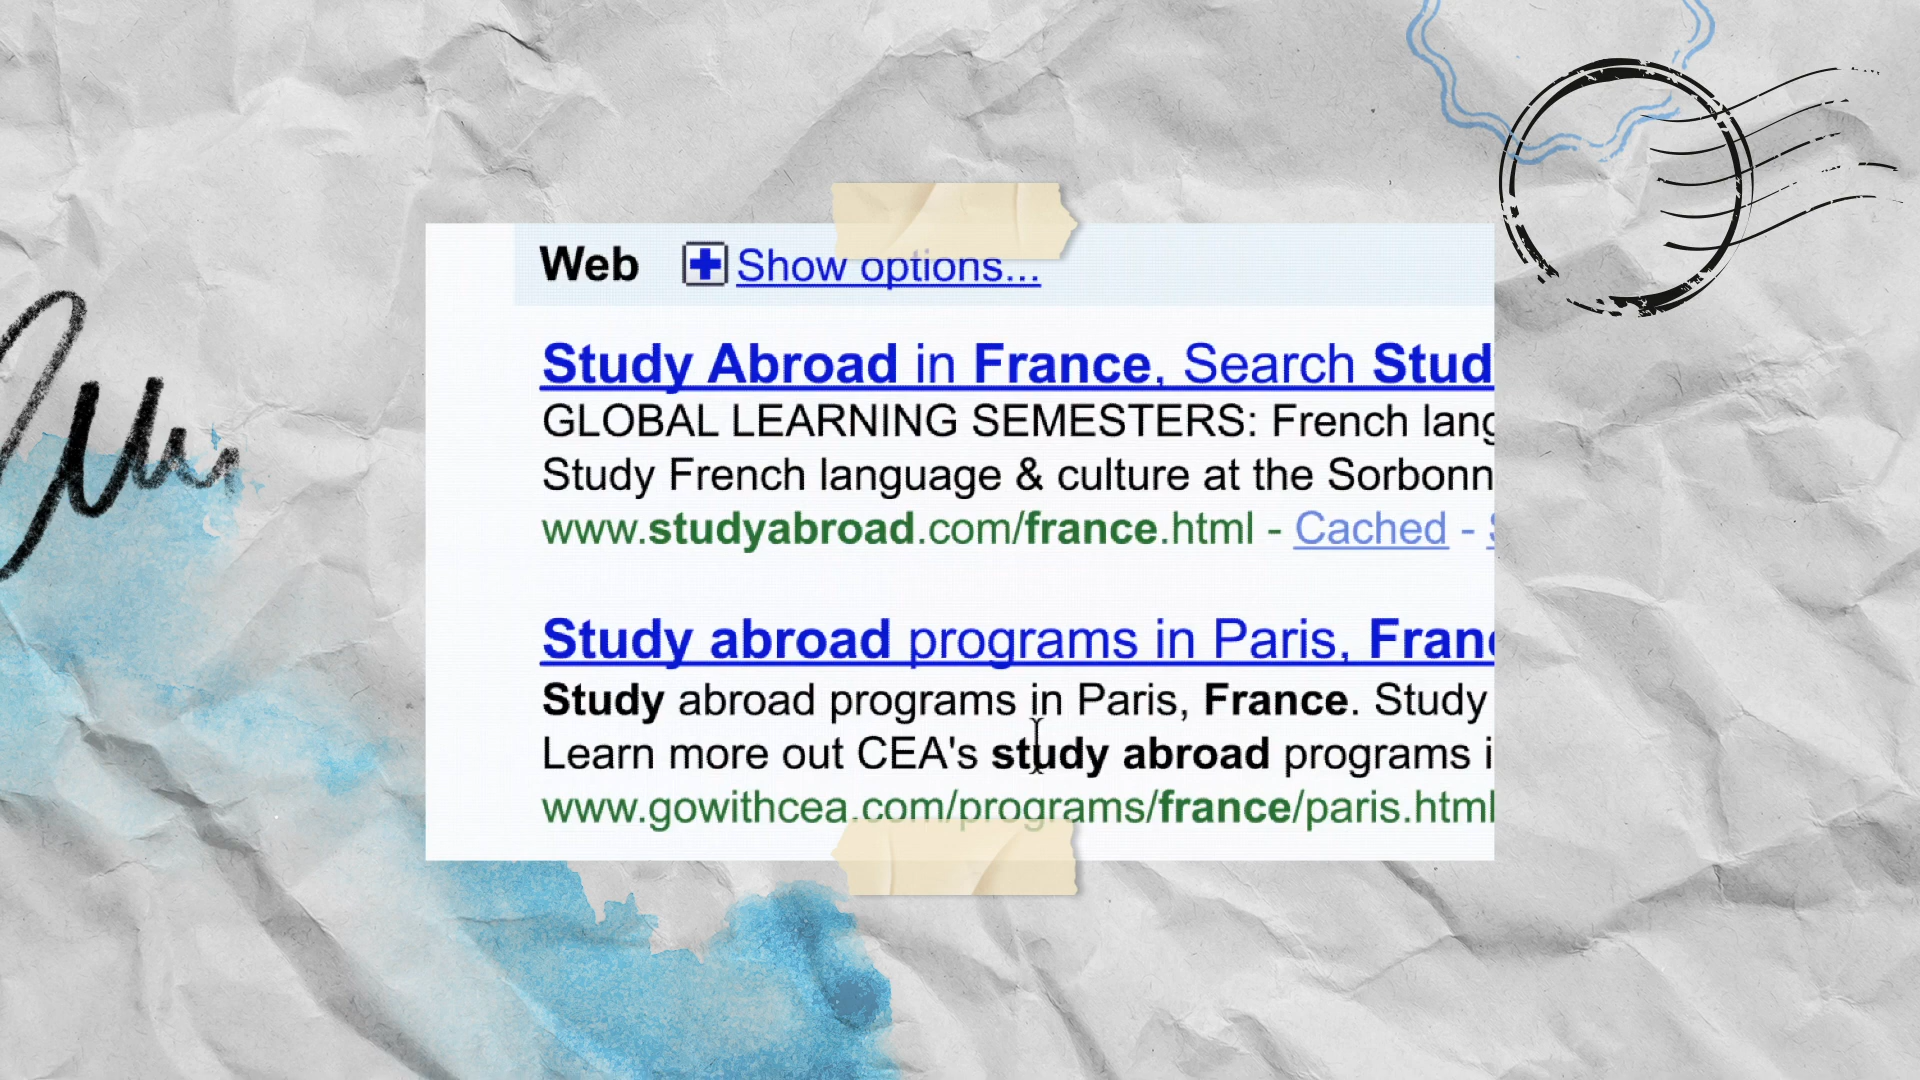 Web Show options...
Study Abroad in France, Search Stud
GLOBAL LEARNING SEMESTERS: French lang
Study French language & culture at the Sorbonn
www.studyabroad.com/france.html - Cached -
Study abroad programs in Paris, Franc
Study abroad programs in Paris, France. Study
Learn more out CEA's study abroad programs i
www.gowithcea.com/programs/france/paris.html